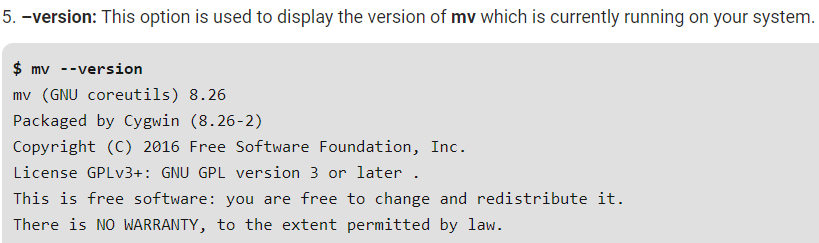 5. –version: This option is used to display the version of mv which is currently running on your system.
$ mv --version
mv (GNU coreutils) 8.26
Packaged by Cygwin (8.26-2)
Copyright (C) 2016 Free Software Foundation, Inc.
License GPLv3+: GNU GPL version 3 or later .
This is free software: you are free to change and redistribute it.
There is NO WARRANTY, to the extent permitted by law.